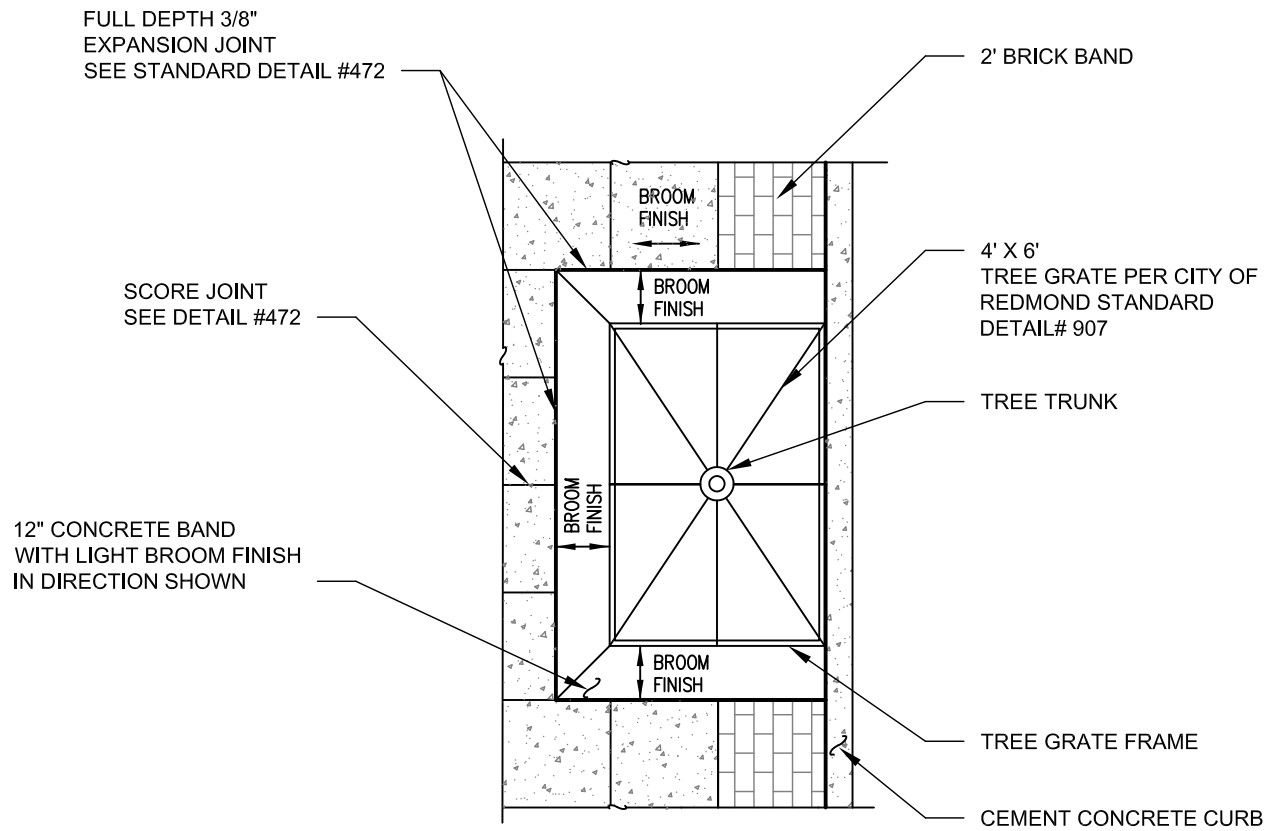 FULL DEPTH 3/8"
EXPANSION JOINT
SEE STANDARD DETAIL #472
2' BRICK BAND
BROOM
FINISH
4' X 6'
TREE GRATE PER CITY OF
REDMOND STANDARD
DETAIL# 907
BROOM
FINISH
SCORE JOINT
SEE DETAIL #472
TREE TRUNK
BROOM
FINISH
12" CONCRETE BAND
WITH LIGHT BROOM FINISH
IN DIRECTION SHOWN
BROOM
FINISH
TREE GRATE FRAME
CEMENT CONCRETE CURB